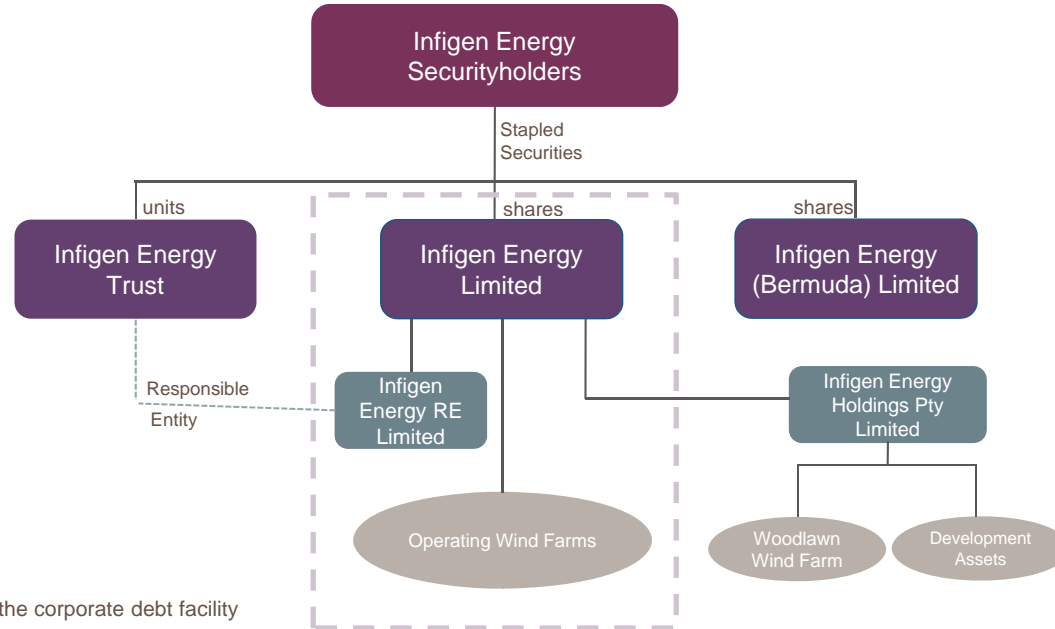 Infigen Energy
Securityholders
Stapled
Securities
units
shares
shares
Infigen Energy
Trust
Infigen Energy
Limited
Infigen Energy
(Bermuda) Limited
Responsible
Entity
Infigen
Energy RE
Limited
Infigen Energy
Holdings Pty
Limited
Operating Wind Farms
Woodlawn
Wind Farm
Development
Assets
the corporate debt facility